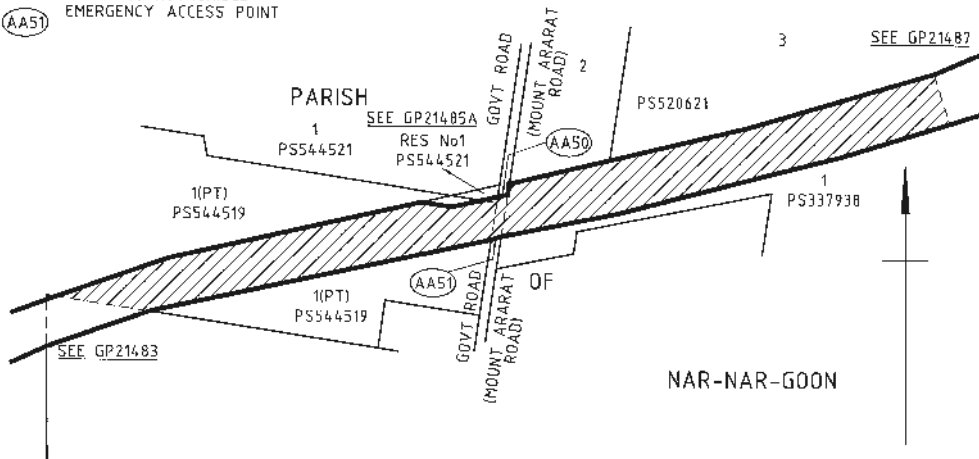 AA51 EMERGENCY ACCESS POINT
3
SEE GP21487
GOVT ROAD
(MOUNT ARARAT
ROAD)
2
PARISH
SEE GP21485A
PS520621
1
PS544521
RES No1
PS544521
AA50
1(PT)
PS544519
1
PS337938
AA51
OF
1(PT)
PS544519
GOVT ROAD
(MOUNT ARARAT
ROAD)
SEE GP21483
NAR-NAR-GOON